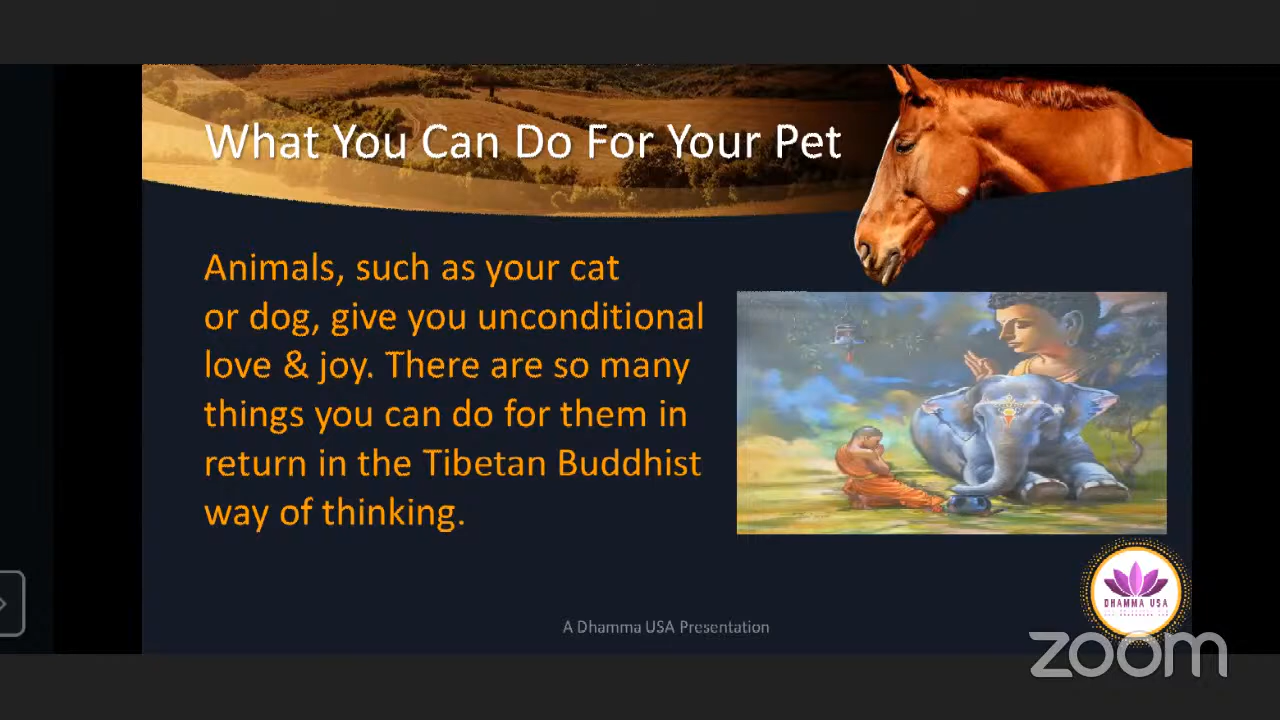 What You Can Do For Your Pet
Animals, such as your cat
or dog, give you unconditional
love & joy. There are so many
things you can do for them in
return in the Tibetan Buddhist
way of thinking.
DHAMMA USA
A Dhamma USA Presentation
zoom